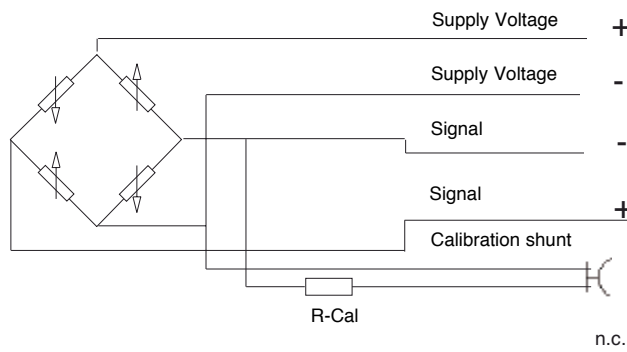 Supply Voltage +
Supply Voltage -
Signal -
Signal +
Calibration shunt
R-Cal
n.c.